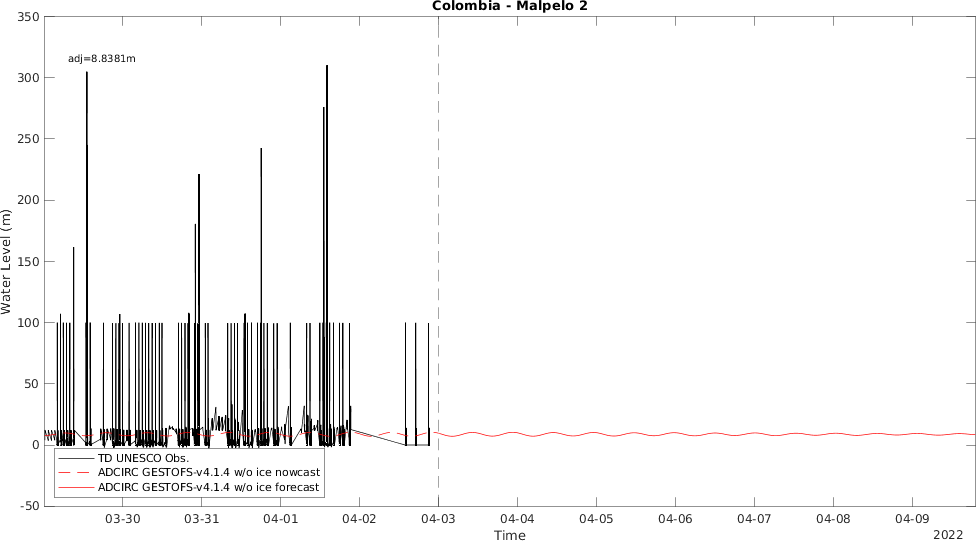 Colombia - Malpelo 2
350
300
250
200
150
100
50
0
-50
Water Level (m)
adj=8.8381m
TD UNESCO Obs.
ADCIRC GESTOFS-v4.1.4 w/o ice nowcast
ADCIRC GESTOFS-v4.1.4 w/o ice forecast
03-30 03-31 04-01 04-02 04-03 04-04 04-05 04-06 04-07 04-08 04-09
Time
2022